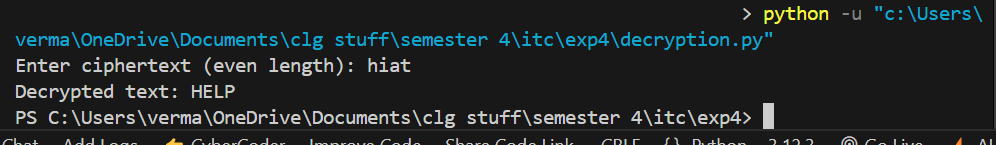 > python -u "c:\Users\
verma\OneDrive\Documents\clg stuff\semester 4\itc\exp4\decryption.py"
Enter ciphertext (even length): hiat
Decrypted text: HELP
PS C:\Users\verma\OneDrive\Documents\clg stuff\semester 4\itc\exp4>
Chat Add Logs CyberCoder Improve Code Share Code Link CRLF {} Python 3.12.3 Go Live